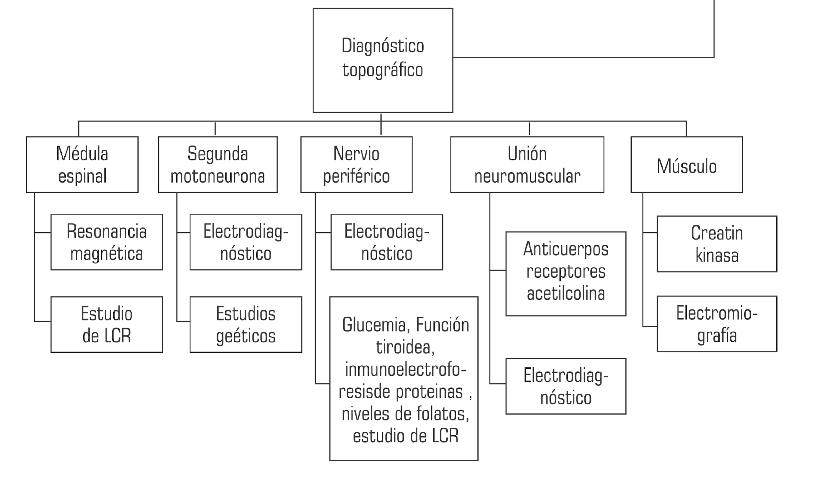 Diagnóstico
topográfico
Médula
espinal
Segunda
motoneurona
Nervio
periférico
Unión
neuromuscular
Músculo
Resonancia
magnética
Estudio
de LCR
Electrodiag-
nóstico
Estudios
geéticos
Electrodiag-
nóstico
Glucemia, Función
tiroidea,
inmunoelectrofo-
resisde proteinas ,
niveles de folatos,
estudio de LCR
Anticuerpos
receptores
acetilcolina
Electrodiag-
nóstico
Creatin
kinasa
Electromio-
grafía